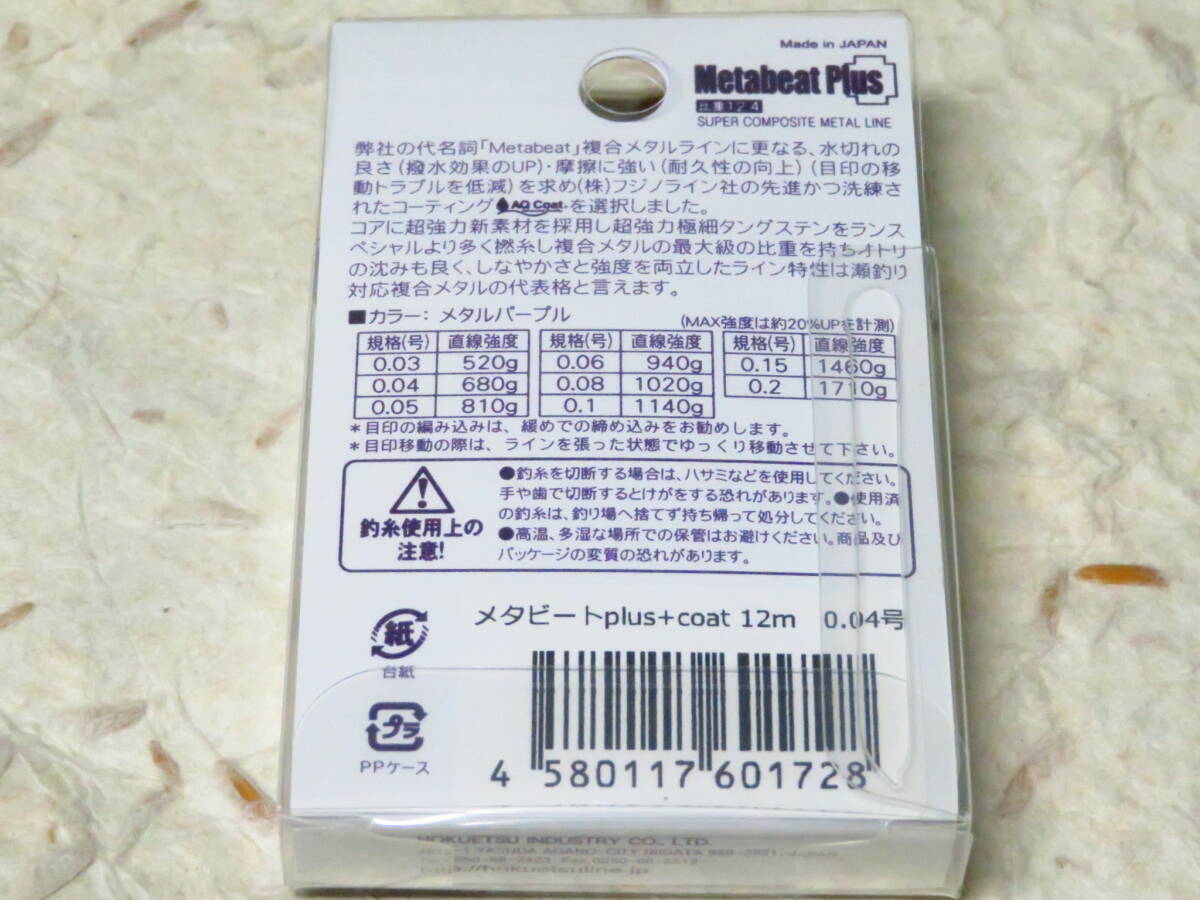 Made in JAPAN
Metabeat Plus
比重12.4
SUPER COMPOSITE METAL LINE
弊社の代名詞「Metabeat」複合メタルラインに更なる、水切れの
良さ(撥水効果のUP)・摩擦に強い(耐久性の向上)(目印の移
動トラブルを低減)を求め(株)フジノライン社の先進かつ洗練さ
れたコーティング AQ Coat を選択しました。
コアに超強力新素材を採用し超強力極細タングステンをランス
ペシャルより多く撚糸し複合メタルの最大級の比重を持ちオトリ
の沈みも良く、しなやかさと強度を両立したライン特性は瀬釣り
対応複合メタルの代表格と言えます。
■カラー：メタルパープル
(MAX強度は約20%UPを計測)
規格(号) 直線強度 規格(号) 直線強度 規格(号) 直線強度
0.03 520g 0.06 940g 0.15 1460g
0.04 680g 0.08 1020g 0.2 1710g
0.05 810g 0.1 1140g
＊目印の編み込みは、緩めでの締め込みをお勧めします。
＊目印移動の際は、ラインを張った状態でゆっくり移動させて下さい。
釣糸使用上の
注意!
●釣糸を切断する場合は、ハサミなどを使用してください。
手や歯で切断するとけがをする恐れがあります。●使用済
の釣糸は、釣り場へ捨てず持ち帰って処分してください。
●高温、多湿な場所での保管はお避けください。商品及び
パッケージの変質の恐れがあります。
紙
台紙
プラ
PPケース
メタビートplus+coat 12m 0.04号
4 580117 601728
HOKUETSU INDUSTRY CO., LTD.
YASUDA AGANO-CITY NIIGATA 959-2221, JAPAN
http://hokuetsuline.jp